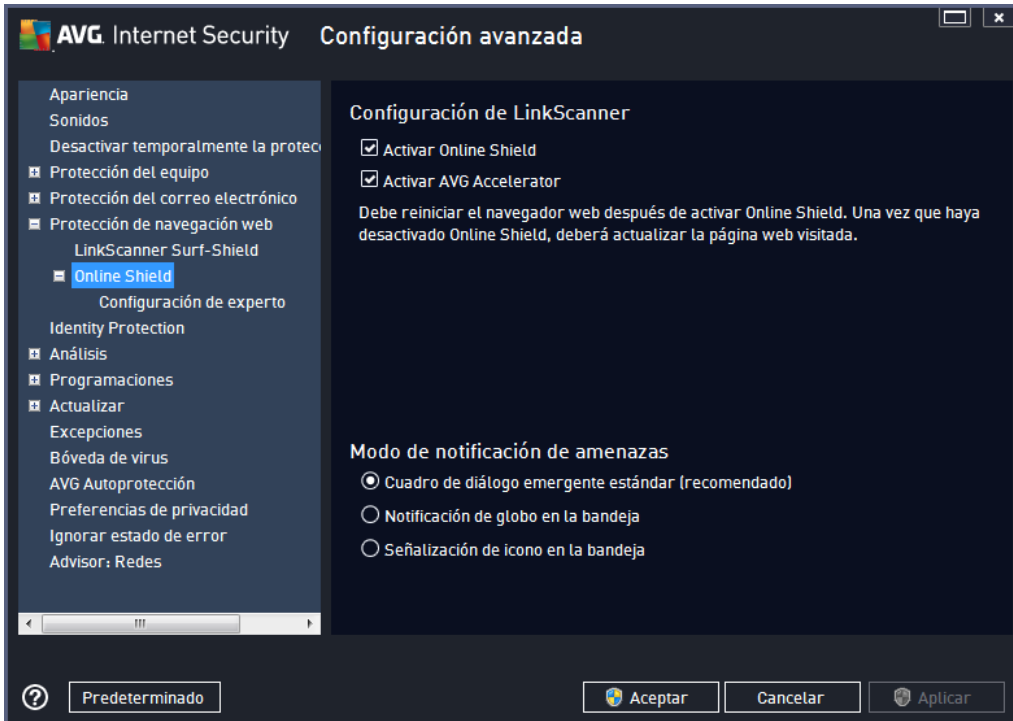 AVG. Internet Security Configuración avanzada
Apariencia
Sonidos
Desactivar temporalmente la protec
Protección del equipo
Protección del correo electrónico
Protección de navegación web
LinkScanner Surf-Shield
Online Shield
Configuración de experto
Identity Protection
Análisis
Programaciones
Actualizar
Excepciones
Bóveda de virus
AVG Autoprotección
Preferencias de privacidad
Ignorar estado de error
Advisor: Redes
Configuración de LinkScanner
Activar Online Shield
Activar AVG Accelerator
Debe reiniciar el navegador web después de activar Online Shield. Una vez que haya
desactivado Online Shield, deberá actualizar la página web visitada.
Modo de notificación de amenazas
Cuadro de diálogo emergente estándar (recomendado)
Notificación de globo en la bandeja
Señalización de icono en la bandeja
? Predeterminado Aceptar Cancelar Aplicar